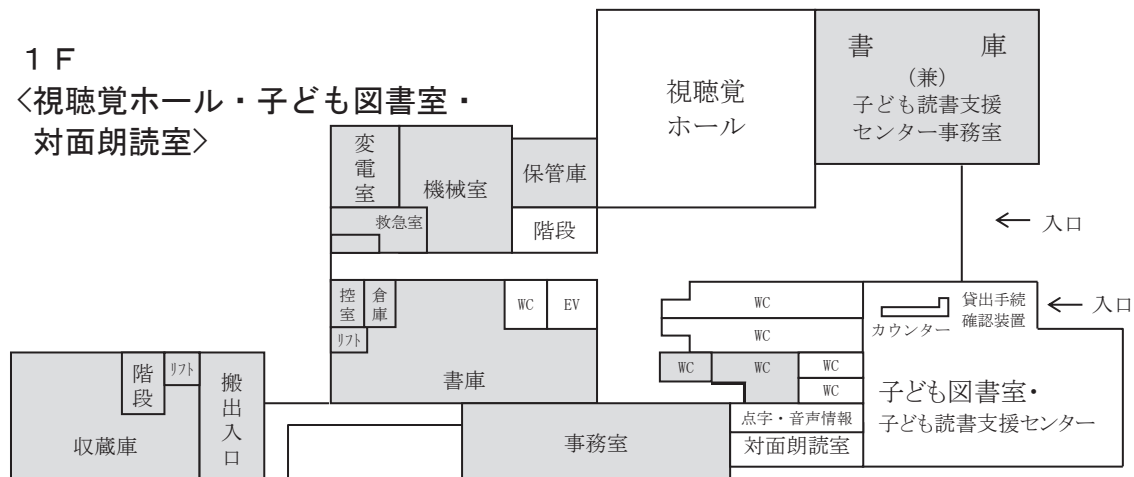 1F
<視聴覚ホール・子ども図書室・
対面朗読室>
視聴覚
ホール
書 庫
(兼)
子ども読書支援
センター事務室
変電室
機械室
保管庫
救急室
階段
← 入口
控室
倉庫
リフト
書庫
WC
EV
WC
WC
WC
WC
WC
WC
カウンター
貸出手続
確認装置
← 入口
子ども図書室・
子ども読書支援センター
階段
リフト
搬出入口
収蔵庫
事務室
点字・音声情報
対面朗読室